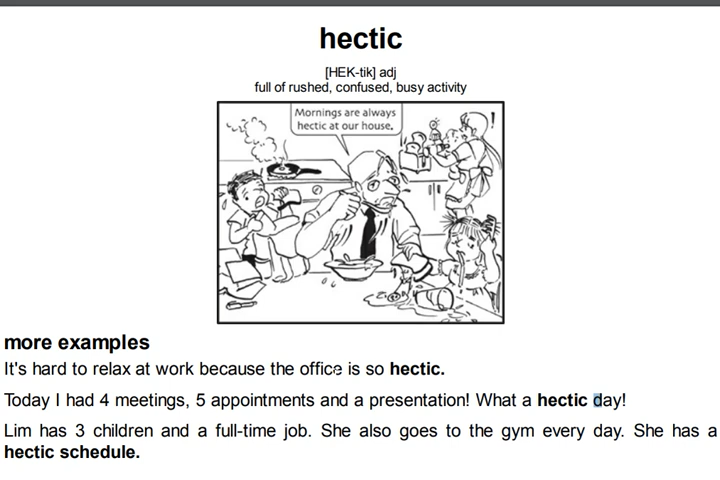 hectic
[HEK-tik] adj
full of rushed, confused, busy activity
Mornings are always
hectic at our house.
more examples
It's hard to relax at work because the office is so hectic.
Today I had 4 meetings, 5 appointments and a presentation! What a hectic day!
Lim has 3 children and a full-time job. She also goes to the gym every day. She has a
hectic schedule.